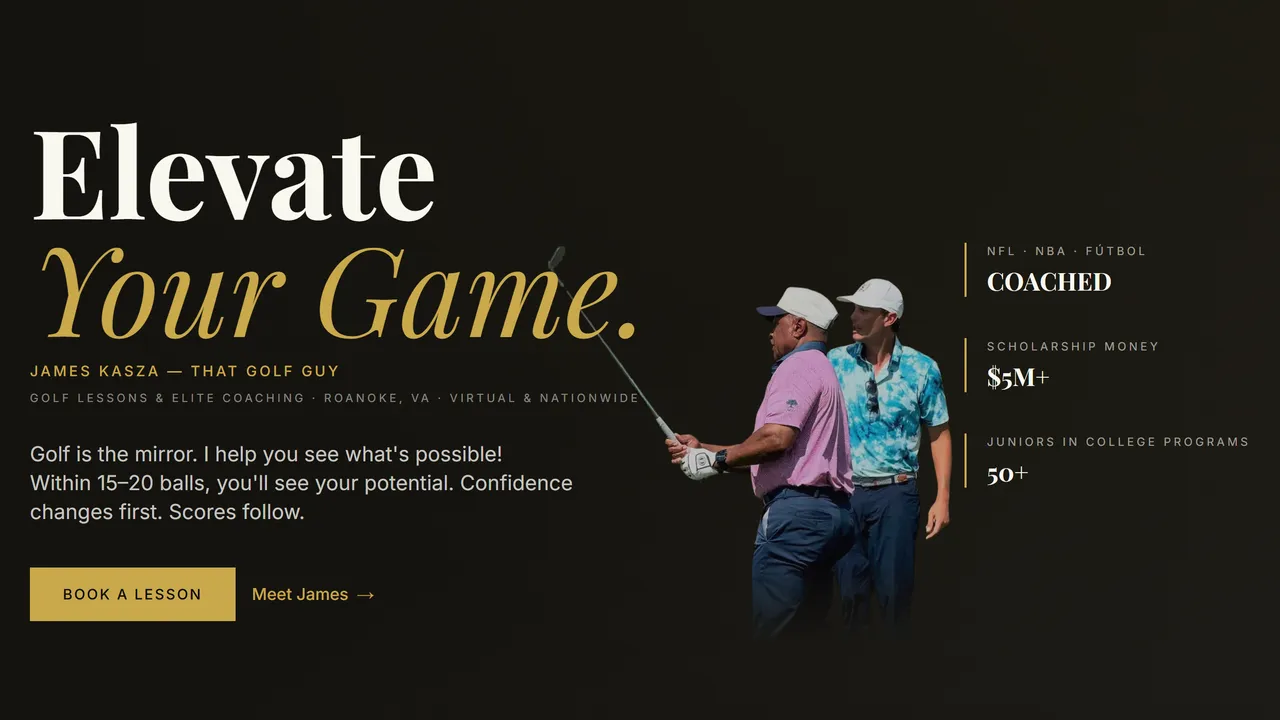 Elevate
Your Game.
JAMES KASZA — THAT GOLF GUY
GOLF LESSONS & ELITE COACHING · ROANOKE, VA · VIRTUAL & NATIONWIDE
Golf is the mirror. I help you see what's possible!
Within 15–20 balls, you'll see your potential. Confidence
changes first. Scores follow.
BOOK A LESSON
Meet James →
NFL · NBA · FÚTBOL
COACHED
SCHOLARSHIP MONEY
$5M+
JUNIORS IN COLLEGE PROGRAMS
50+